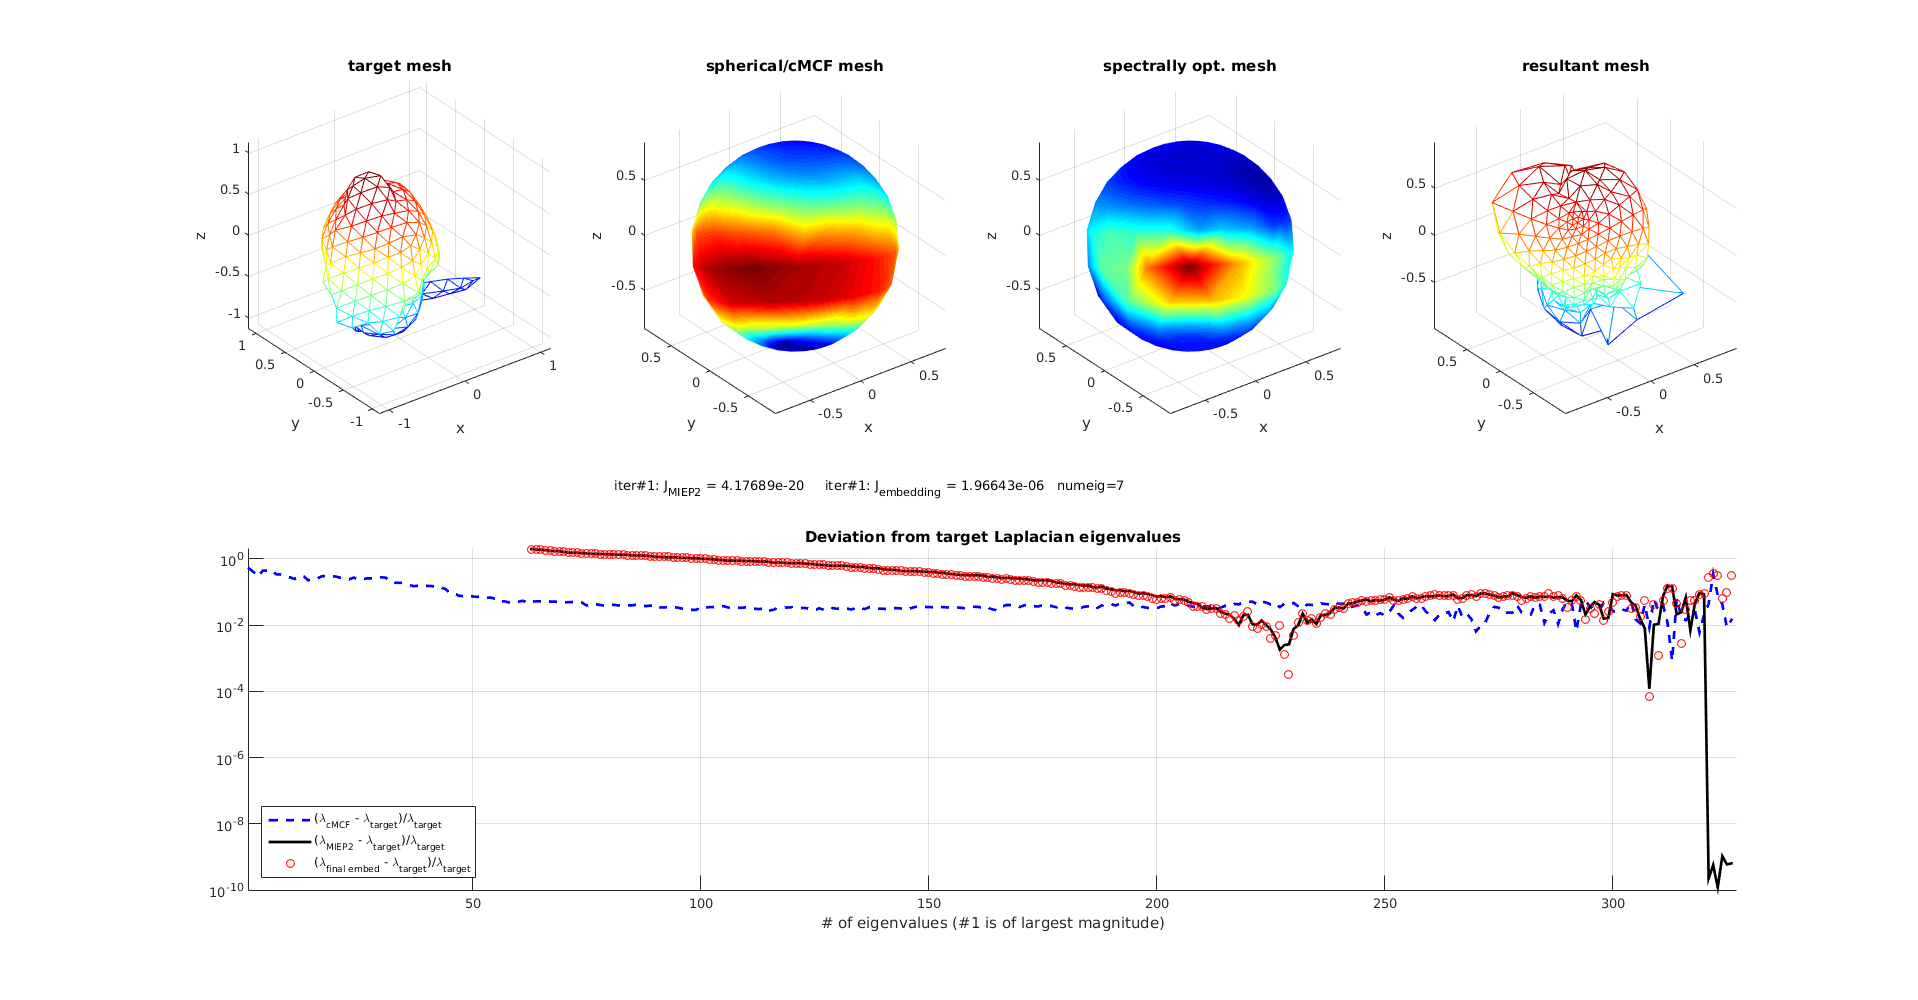 target mesh
spherical/cMCF mesh
spectrally opt. mesh
resultant mesh
1
0.5
0
-0.5
-1
z
1
0.5
0
-0.5
-1
y
-1
0
1
x
0.5
0
-0.5
z
0.5
0
-0.5
y
-0.5
0
0.5
x
0.5
0
-0.5
z
0.5
0
-0.5
y
-0.5
0
0.5
x
0.5
0
-0.5
z
0.5
0
-0.5
y
-0.5
0
0.5
x
iter#1: J_MIEP2 = 4.17689e-20 iter#1: J_embedding = 1.96643e-06 numeig=7
Deviation from target Laplacian eigenvalues
10^0
10^-2
10^-4
10^-6
10^-8
10^-10
(λ_cMCF - λ_target)/λ_target
(λ_MIEP2 - λ_target)/λ_target
(λ_final embed - λ_target)/λ_target
50
100
150
200
250
300
# of eigenvalues (#1 is of largest magnitude)